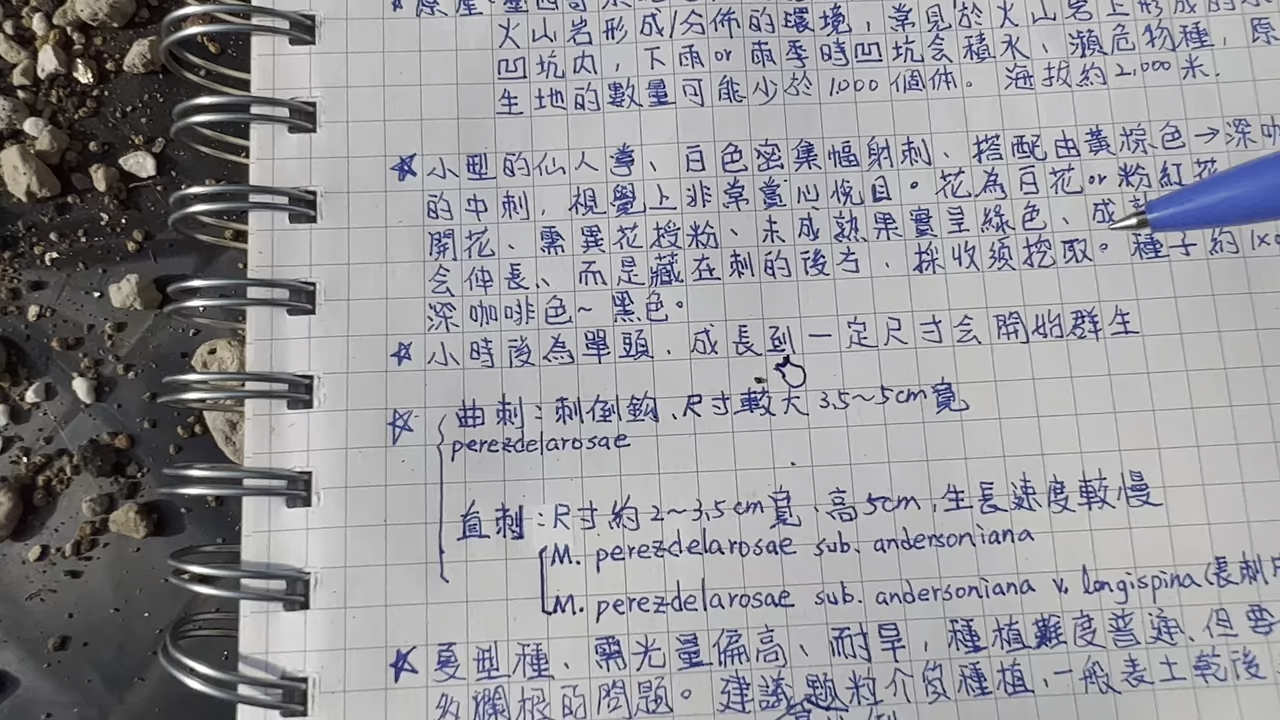 ★ 原產:墨西哥
火山岩形成/分佈的環境,常見於火山岩上形成的
凹坑内,下雨or雨季時凹坑会積水、瀕危物種,原
生地的數量可能少於1000個体。海拔約2,000米.
☆ 小型的仙人掌、白色密集幅射刺、搭配由黃棕色→深咖
的中刺,視覺上非常賞心悅目。花為百花or粉紅花
開花、需異花授粉、未成熟果實呈綠色、成
会伸長、而是藏在刺的後方,採收須挖取。種子約1x
深咖啡色~黑色。
☆ 小時後為單頭,成長到一定尺寸会開始群生
☆ 曲刺:刺倒鈎、尺寸較大 3.5~5cm寬
perezdelarosae
直刺:尺寸約2~3.5cm寬、高5cm,生長速度較慢
M. perezdelarosae sub. andersoniana
M. perezdelarosae sub. andersoniana v. longispina(長刺
☆ 夏型種、需光量偏高、耐旱,種植難度普通、但要
爛根的問題。建議顆粒介質種植,一般表土乾後